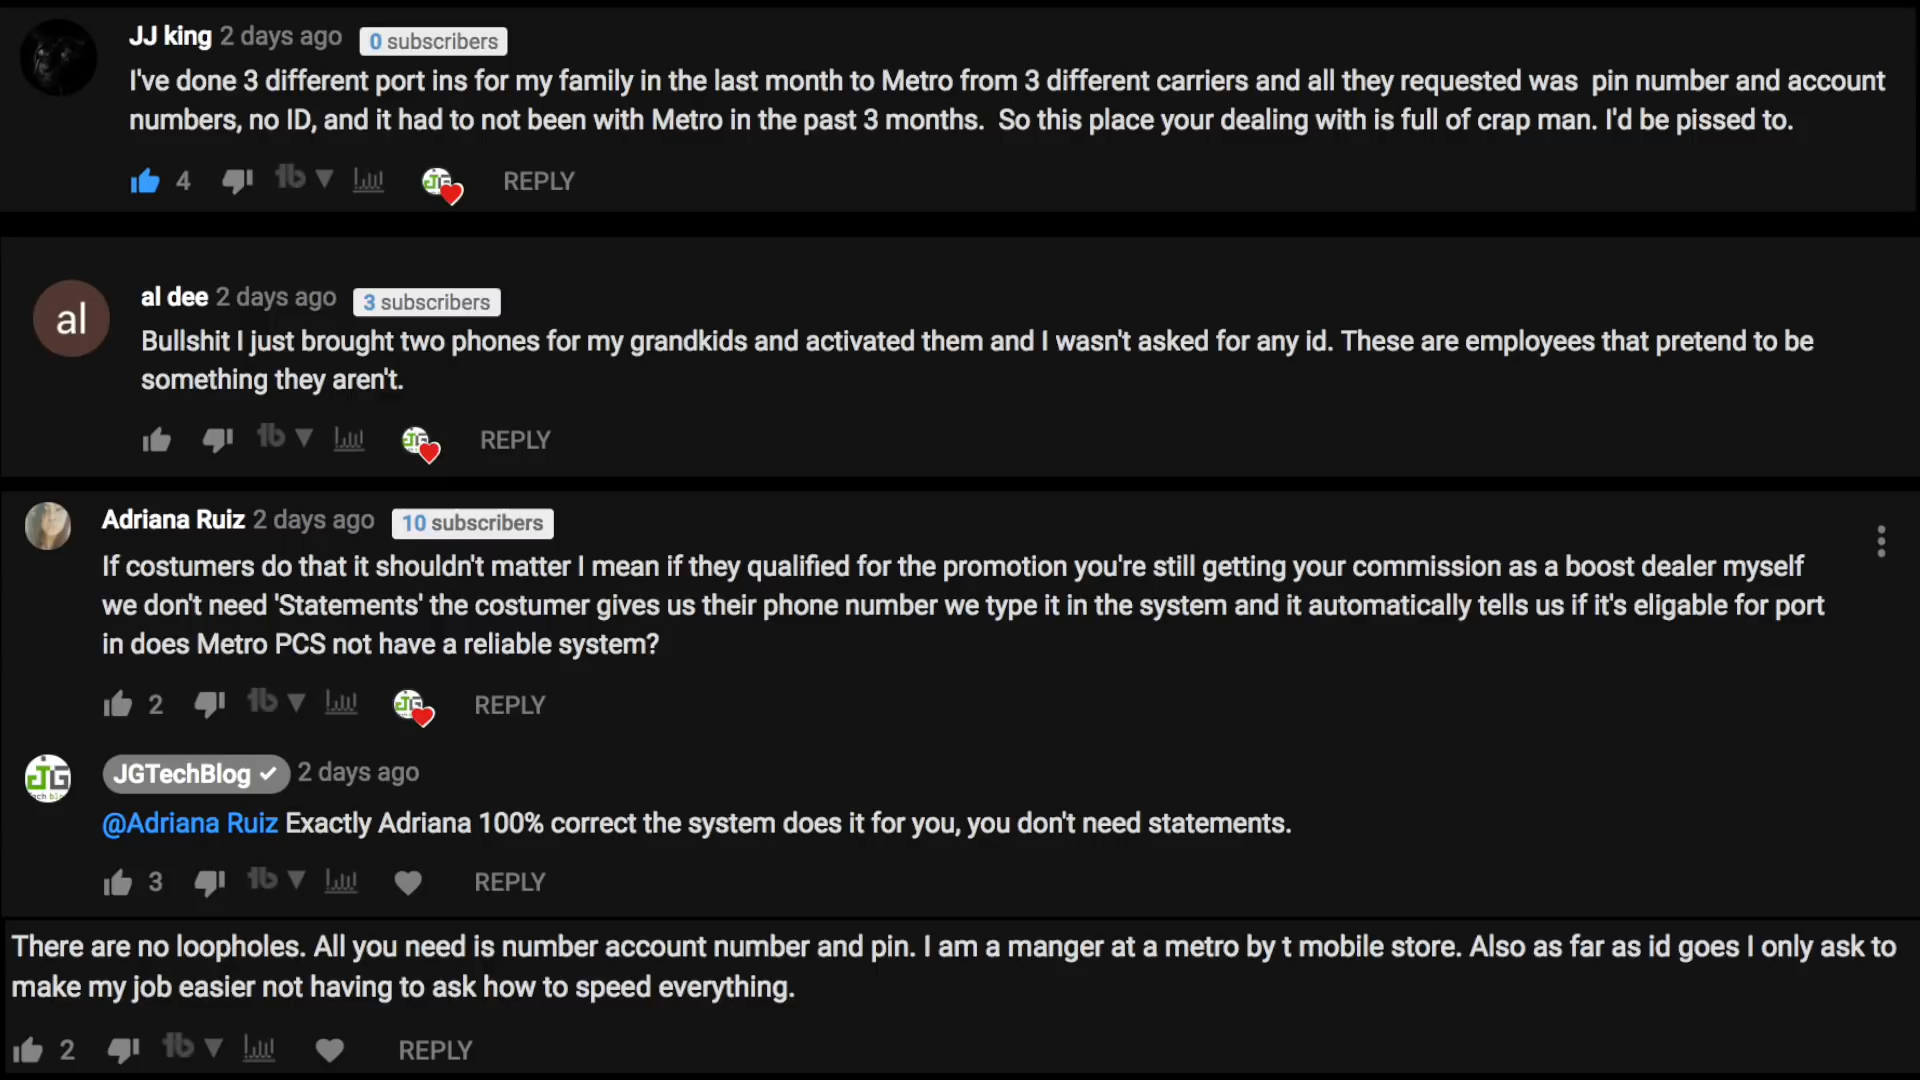 JJ king 2 days ago 0 subscribers
I've done 3 different port ins for my family in the last month to Metro from 3 different carriers and all they requested was pin number and account
numbers, no ID, and it had to not been with Metro in the past 3 months. So this place your dealing with is full of crap man. I'd be pissed to.
4 1b JG REPLY
al
al dee 2 days ago 3 subscribers
Bullshit I just brought two phones for my grandkids and activated them and I wasn't asked for any id. These are employees that pretend to be
something they aren't.
1b JG REPLY
Adriana Ruiz 2 days ago 10 subscribers
If costumers do that it shouldn't matter I mean if they qualified for the promotion you're still getting your commission as a boost dealer myself
we don't need 'Statements' the costumer gives us their phone number we type it in the system and it automatically tells us if it's eligable for port
in does Metro PCS not have a reliable system?
2 1b JG REPLY
JG
JGTechBlog 2 days ago
@Adriana Ruiz Exactly Adriana 100% correct the system does it for you, you don't need statements.
3 1b REPLY
There are no loopholes. All you need is number account number and pin. I am a manger at a metro by t mobile store. Also as far as id goes I only ask to
make my job easier not having to ask how to speed everything.
2 1b REPLY